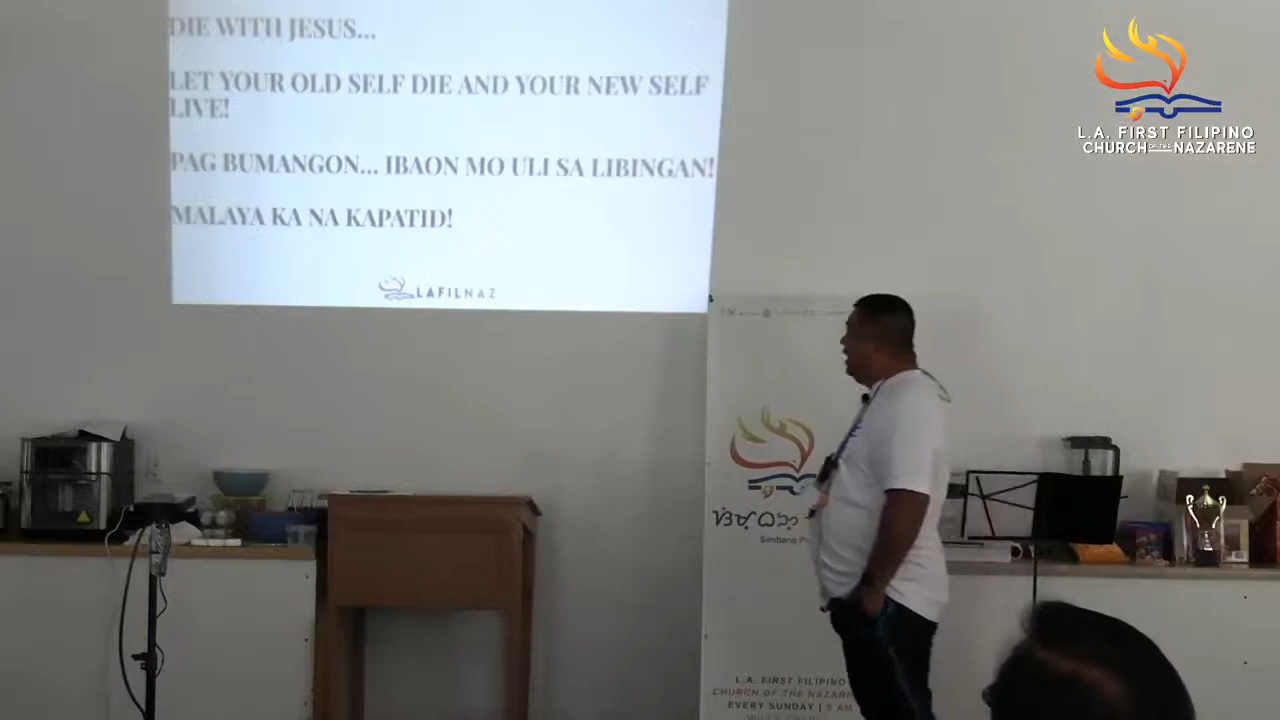 DIE WITH JESUS...
LET YOUR OLD SELF DIE AND YOUR NEW SELF
LIVE!
PAG BUMANGON... IBAON MO ULI SA LIBINGAN!
MALAYA KA NA KAPATID!
LAFILNAZ
L.A. FIRST FILIPINO
CHURCH OF THE NAZARENE
Simbang
L.A. FIRST FILIPINO
CHURCH OF THE
EVERY SUNDAY | 9 AM